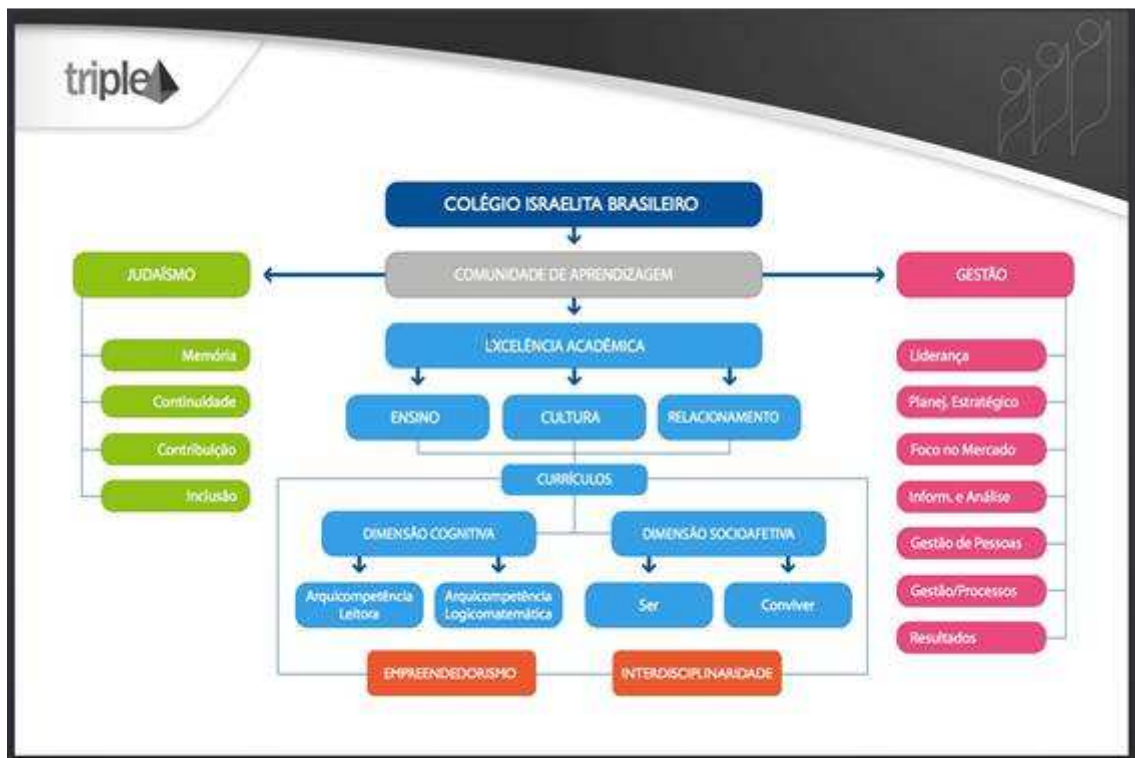 triple
COLÉGIO ISRAELITA BRASILEIRO
JUDAÍSMO
COMUNIDADE DE APRENDIZAGEM
GESTÃO
EXCELÊNCIA ACADÊMICA
Memória
Continuidade
Contribuição
Inclusão
ENSINO
CULTURA
RELACIONAMENTO
CURRÍCULOS
DIMENSÃO COGNITIVA
DIMENSÃO SOCIOAFETIVA
Arquicompetência
Leitora
Arquicompetência
Logicomatemática
Ser
Conviver
EMPREENDEDORISMO
INTERDISCIPLINARIDADE
Liderança
Planej. Estratégico
Foco no Mercado
Inform. e Análise
Gestão de Pessoas
Gestão/Processos
Resultados